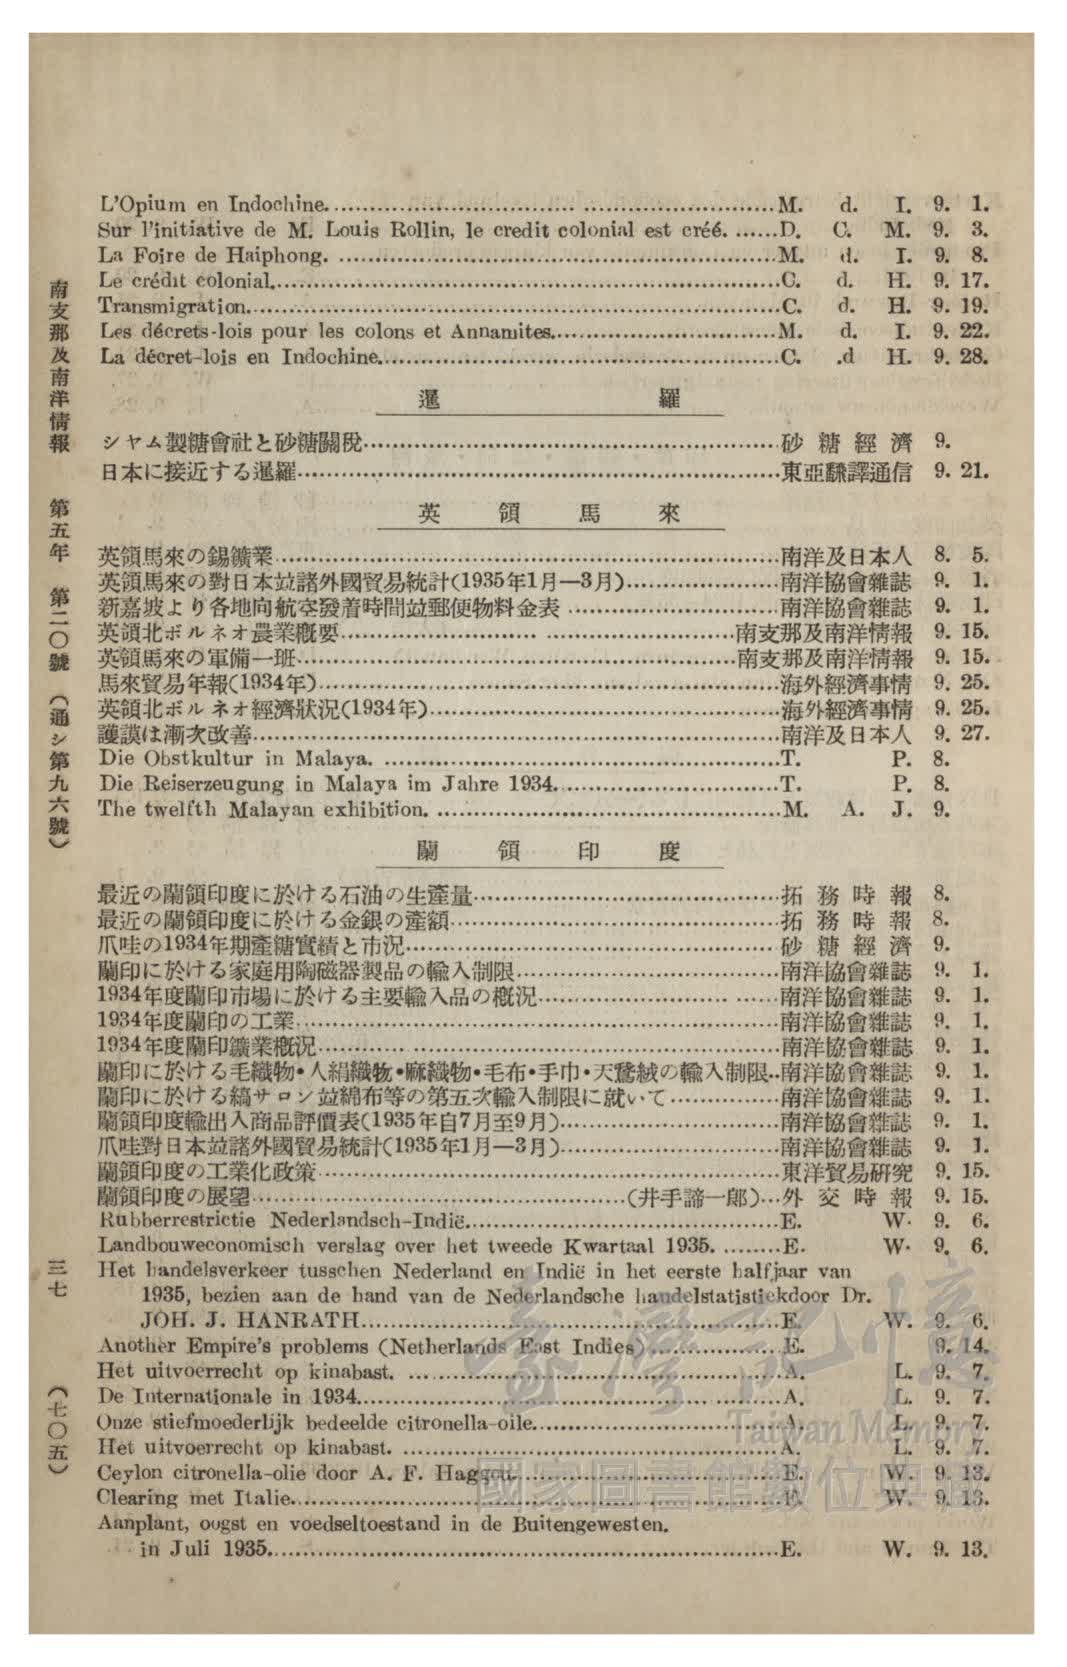 L'Opium en Indochine. M. d. I. 9. 1.
Sur l'initiative de M. Louis Rollin, le credit colonial est créé. D. C. M. 9. 3.
La Foire de Haiphong. M. d. I. 9. 8.
Le crédit colonial. C. d. H. 9. 17.
Transmigration. C. d. H. 9. 19.
Les décrets-lois pour les colons et Annamites. M. d. I. 9. 22.
La décret-lois en Indochine. C. .d H. 9. 28.
暹羅
シヤム製糖會社と砂糖關稅 砂糖經濟 9.
日本に接近する暹羅 東亞飜譯通信 9. 21.
英領馬來
英領馬來の錫鑛業 南洋及日本人 8. 5.
英領馬來の對日本竝諸外國貿易統計(1935年1月—3月) 南洋協會雜誌 9. 1.
新嘉坡より各地向航空發着時間竝郵便物料金表 南洋協會雜誌 9. 1.
英領北ボルネオ農業槪要 南支那及南洋情報 9. 15.
英領馬來の軍備一班 南支那及南洋情報 9. 15.
馬來貿易年報(1934年) 海外經濟事情 9. 25.
英領北ボルネオ經濟狀況(1934年) 海外經濟事情 9. 25.
護謨は漸次改善 南洋及日本人 9. 27.
Die Obstkultur in Malaya. T. P. 8.
Die Reiserzeugung in Malaya im Jahre 1934. T. P. 8.
The twelfth Malayan exhibition. M. A. J. 9.
蘭領印度
最近の蘭領印度に於ける石油の生產量 拓務時報 8.
最近の蘭領印度に於ける金銀の產額 拓務時報 8.
爪哇の1934年期產糖實績と市況 砂糖經濟 9.
蘭印に於ける家庭用陶磁器製品の輸入制限 南洋協會雜誌 9. 1.
1934年度蘭印市場に於ける主要輸入品の槪況 南洋協會雜誌 9. 1.
1934年度蘭印の工業 南洋協會雜誌 9. 1.
1934年度蘭印鑛業槪況 南洋協會雜誌 9. 1.
蘭印に於ける毛織物•人絹織物•麻織物•毛布•手巾•天鵞絨の輸入制限 南洋協會雜誌 9. 1.
蘭印に於ける縞サロン竝綿布等の第五次輸入制限に就いて 南洋協會雜誌 9. 1.
蘭領印度輸出入商品評價表(1935年自7月至9月) 南洋協會雜誌 9. 1.
爪哇對日本竝諸外國貿易統計(1935年1月—3月) 南洋協會雜誌 9. 1.
蘭領印度の工業化政策 東洋貿易硏究 9. 15.
蘭領印度の展望 (井手諦一郎) 外交時報 9. 15.
Rubberrestrictie Nederlandsch-Indië. E. W. 9. 6.
Landbouweconomisch verslag over het tweede Kwartaal 1935. E. W. 9. 6.
Het handelsverkeer tusschen Nederland en Indië in het eerste halfjaar van
1935, bezien aan de hand van de Nederlandsche handelstatistiekdoor Dr.
JOH. J. HANRATH. E. W. 9. 6.
Another Empire's problems (Netherlands East Indies) E. 9. 14.
Het uitvoerrecht op kinabast. A. L. 9. 7.
De Internationale in 1934. A. L. 9. 7.
Onze stiefmoederlijk bedeelde citronella-oile. A. L. 9. 7.
Het uitvoerrecht op kinabast. A. L. 9. 7.
Ceylon citronella-olie door A. F. Haggou. E. W. 9. 13.
Clearing met Italie. E. W. 9. 13.
Aanplant, oogst en voedseltoestand in de Buitengewesten.
in Juli 1935. E. W. 9. 13.
南支那及南洋情報 第五年 第二〇號 (通シ第九六號)
三七
(七〇五)
臺灣記憶
Taiwan Memory
國家圖書館數位典藏